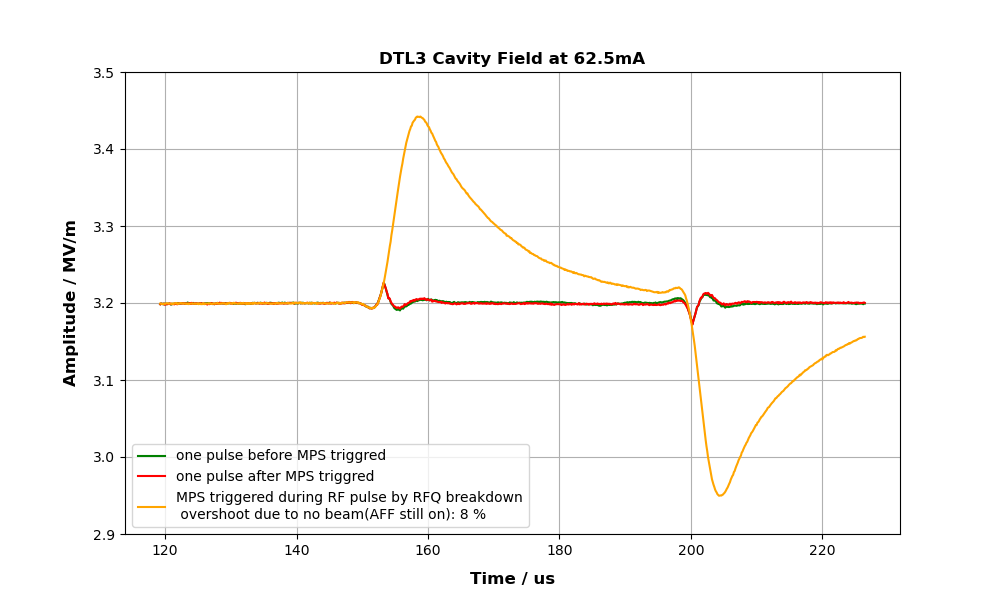 DTL3 Cavity Field at 62.5mA
3.5
3.4
3.3
3.2
3.1
3.0
2.9
Amplitude / MV/m
one pulse before MPS triggred
one pulse after MPS triggred
MPS triggered during RF pulse by RFQ breakdown
overshoot due to no beam(AFF still on): 8 %
120 140 160 180 200 220
Time / us